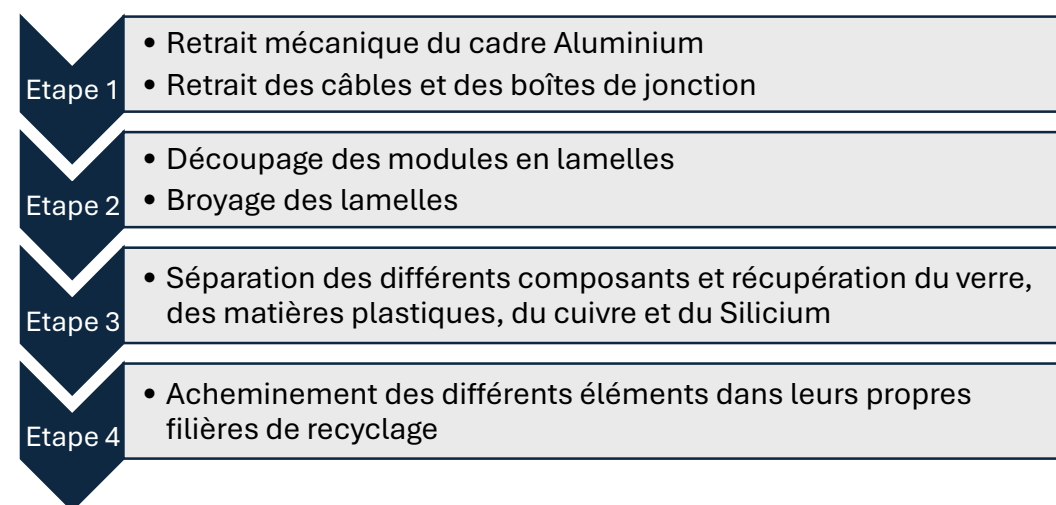 Etape 1
• Retrait mécanique du cadre Aluminium
• Retrait des câbles et des boîtes de jonction
Etape 2
• Découpage des modules en lamelles
• Broyage des lamelles
Etape 3
• Séparation des différents composants et récupération du verre,
des matières plastiques, du cuivre et du Silicium
Etape 4
• Acheminement des différents éléments dans leurs propres
filières de recyclage